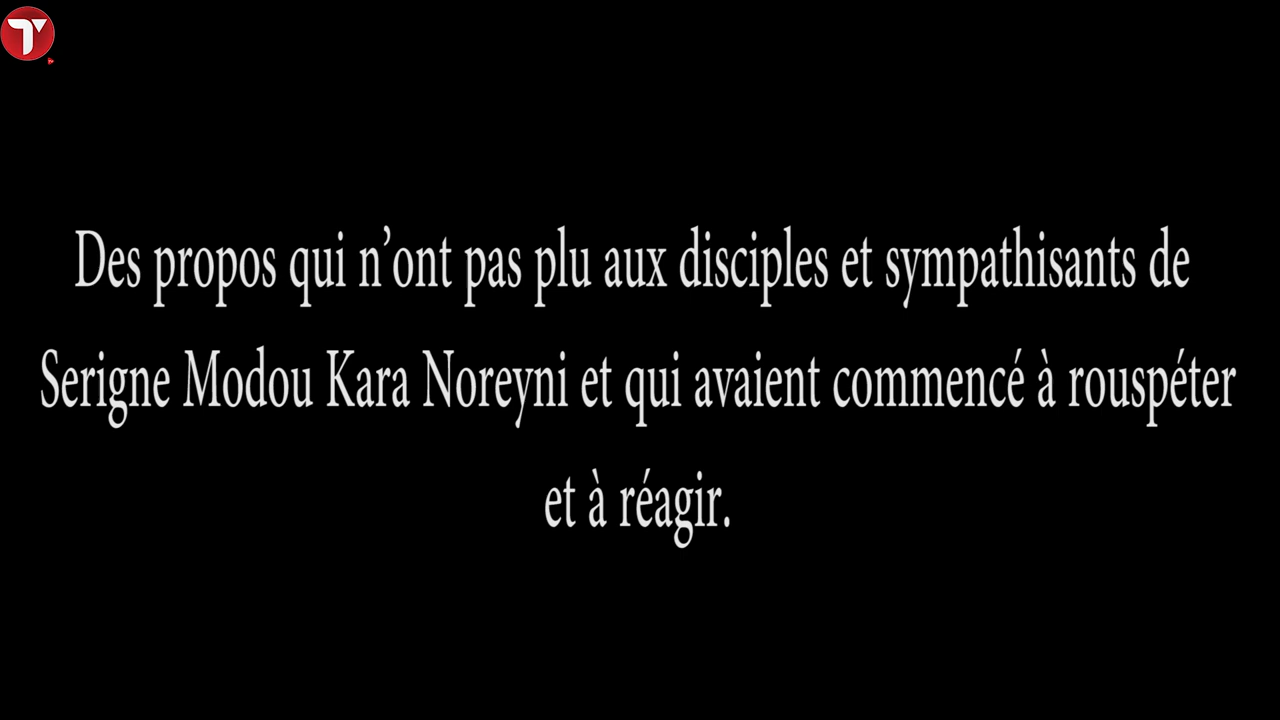 Des propos qui n’ont pas plu aux disciples et sympathisants de
Serigne Modou Kara Noreyni et qui avaient commencé à rouspéter
et à réagir.